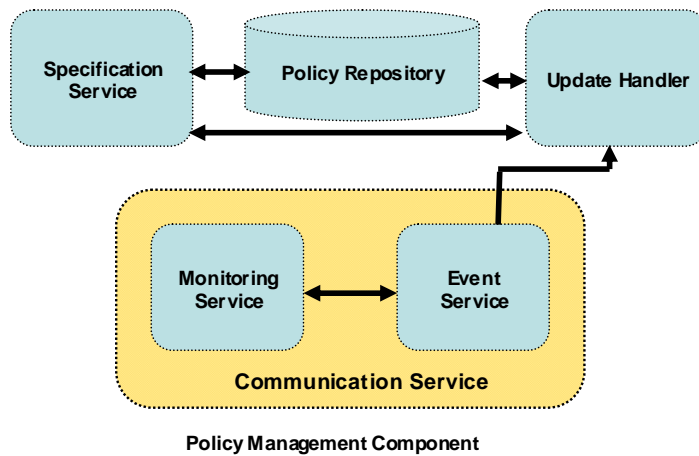 Specification
Service
Policy Repository
Update Handler
Monitoring
Service
Event
Service
Communication Service
Policy Management Component